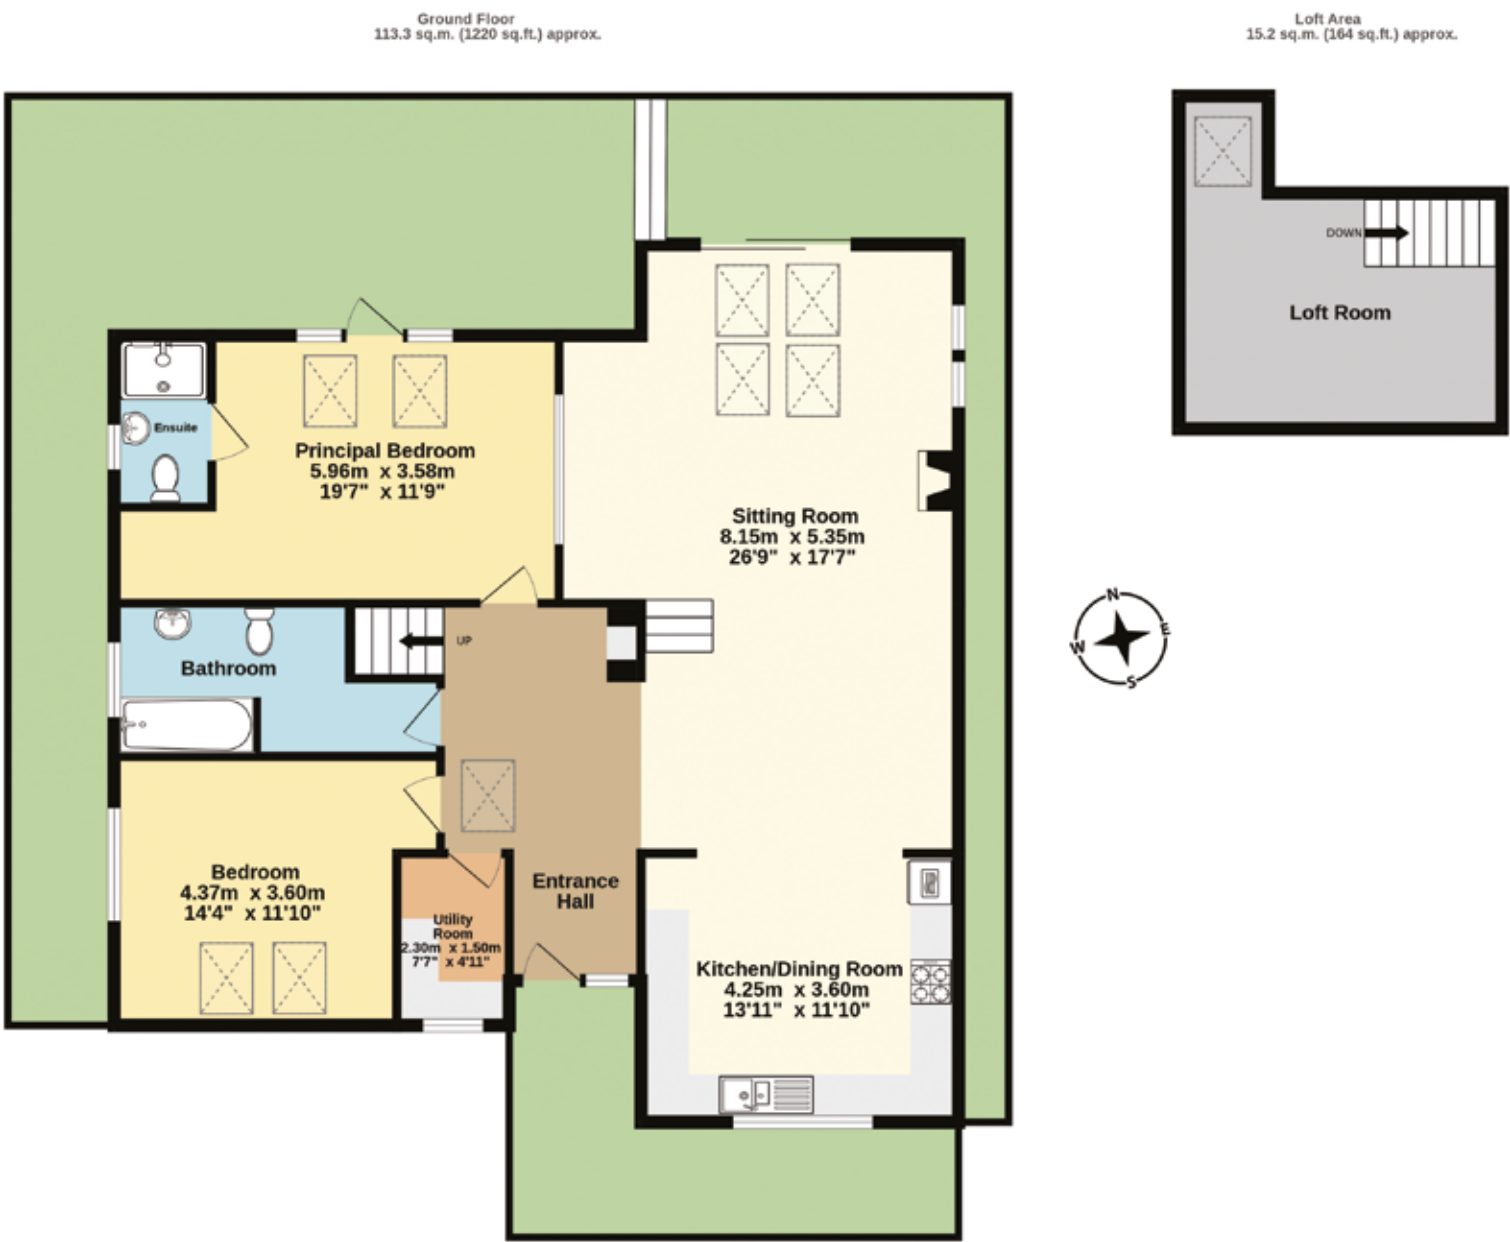 Ground Floor
113.3 sq.m. (1220 sq.ft.) approx.
Loft Area
15.2 sq.m. (164 sq.ft.) approx.
DOWN
Loft Room
Ensuite
Principal Bedroom
5.96m x 3.58m
19'7" x 11'9"
Sitting Room
8.15m x 5.35m
26'9" x 17'7"
N
E
W
S
UP
Bathroom
Bedroom
4.37m x 3.60m
14'4" x 11'10"
Entrance
Hall
Utility
Room
2.30m x 1.50m
7'7" x 4'11"
Kitchen/Dining Room
4.25m x 3.60m
13'11" x 11'10"